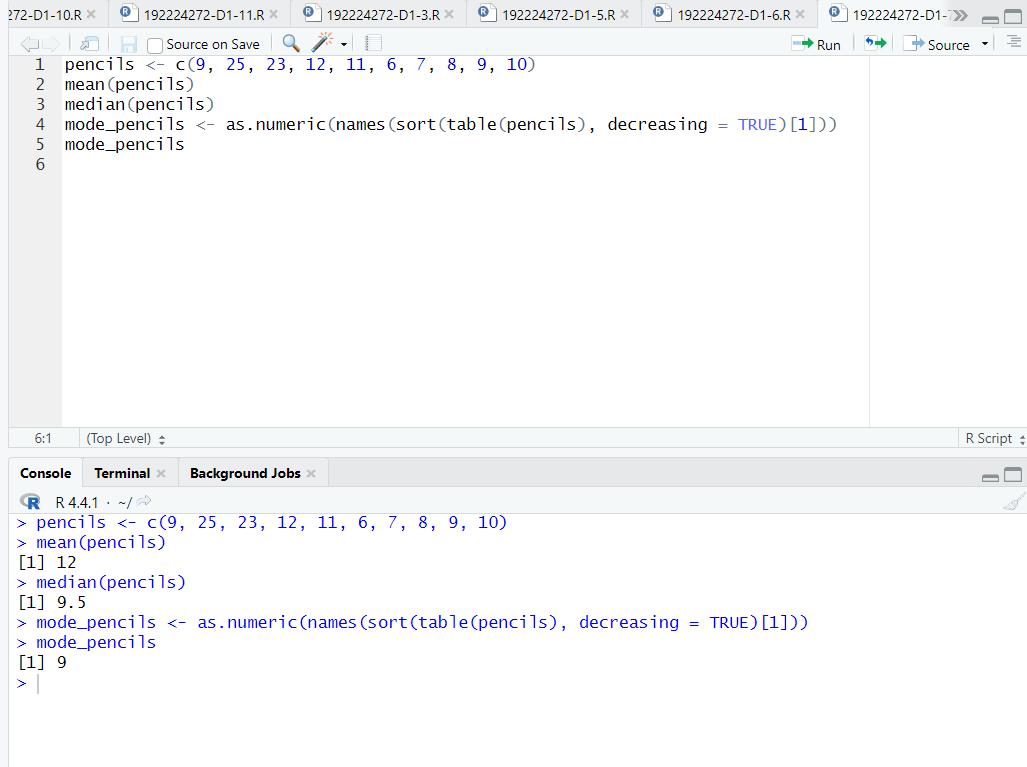 272-D1-10.R 192224272-D1-11.R 192224272-D1-3.R 192224272-D1-5.R 192224272-D1-6.R 192224272-D1-
Source on Save Run Source
1 pencils <- c(9, 25, 23, 12, 11, 6, 7, 8, 9, 10)
2 mean(pencils)
3 median(pencils)
4 mode_pencils <- as.numeric(names(sort(table(pencils), decreasing = TRUE)[1]))
5 mode_pencils
6
6:1 (Top Level) R Script
Console Terminal Background Jobs
R R 4.4.1 · ~/
> pencils <- c(9, 25, 23, 12, 11, 6, 7, 8, 9, 10)
> mean(pencils)
[1] 12
> median(pencils)
[1] 9.5
> mode_pencils <- as.numeric(names(sort(table(pencils), decreasing = TRUE)[1]))
> mode_pencils
[1] 9
>